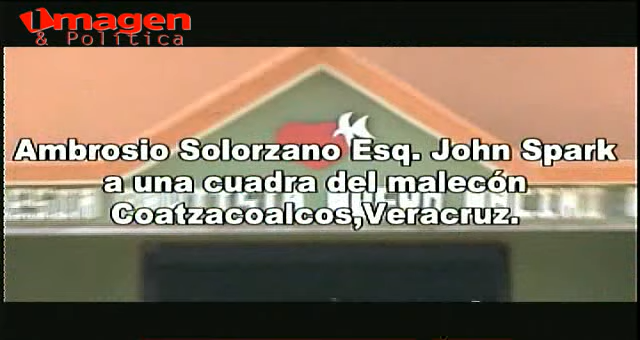 Imagen
& Política
Ambrosio Solorzano Esq. John Spark
a una cuadra del malecón
Coatzacoalcos,Veracruz.